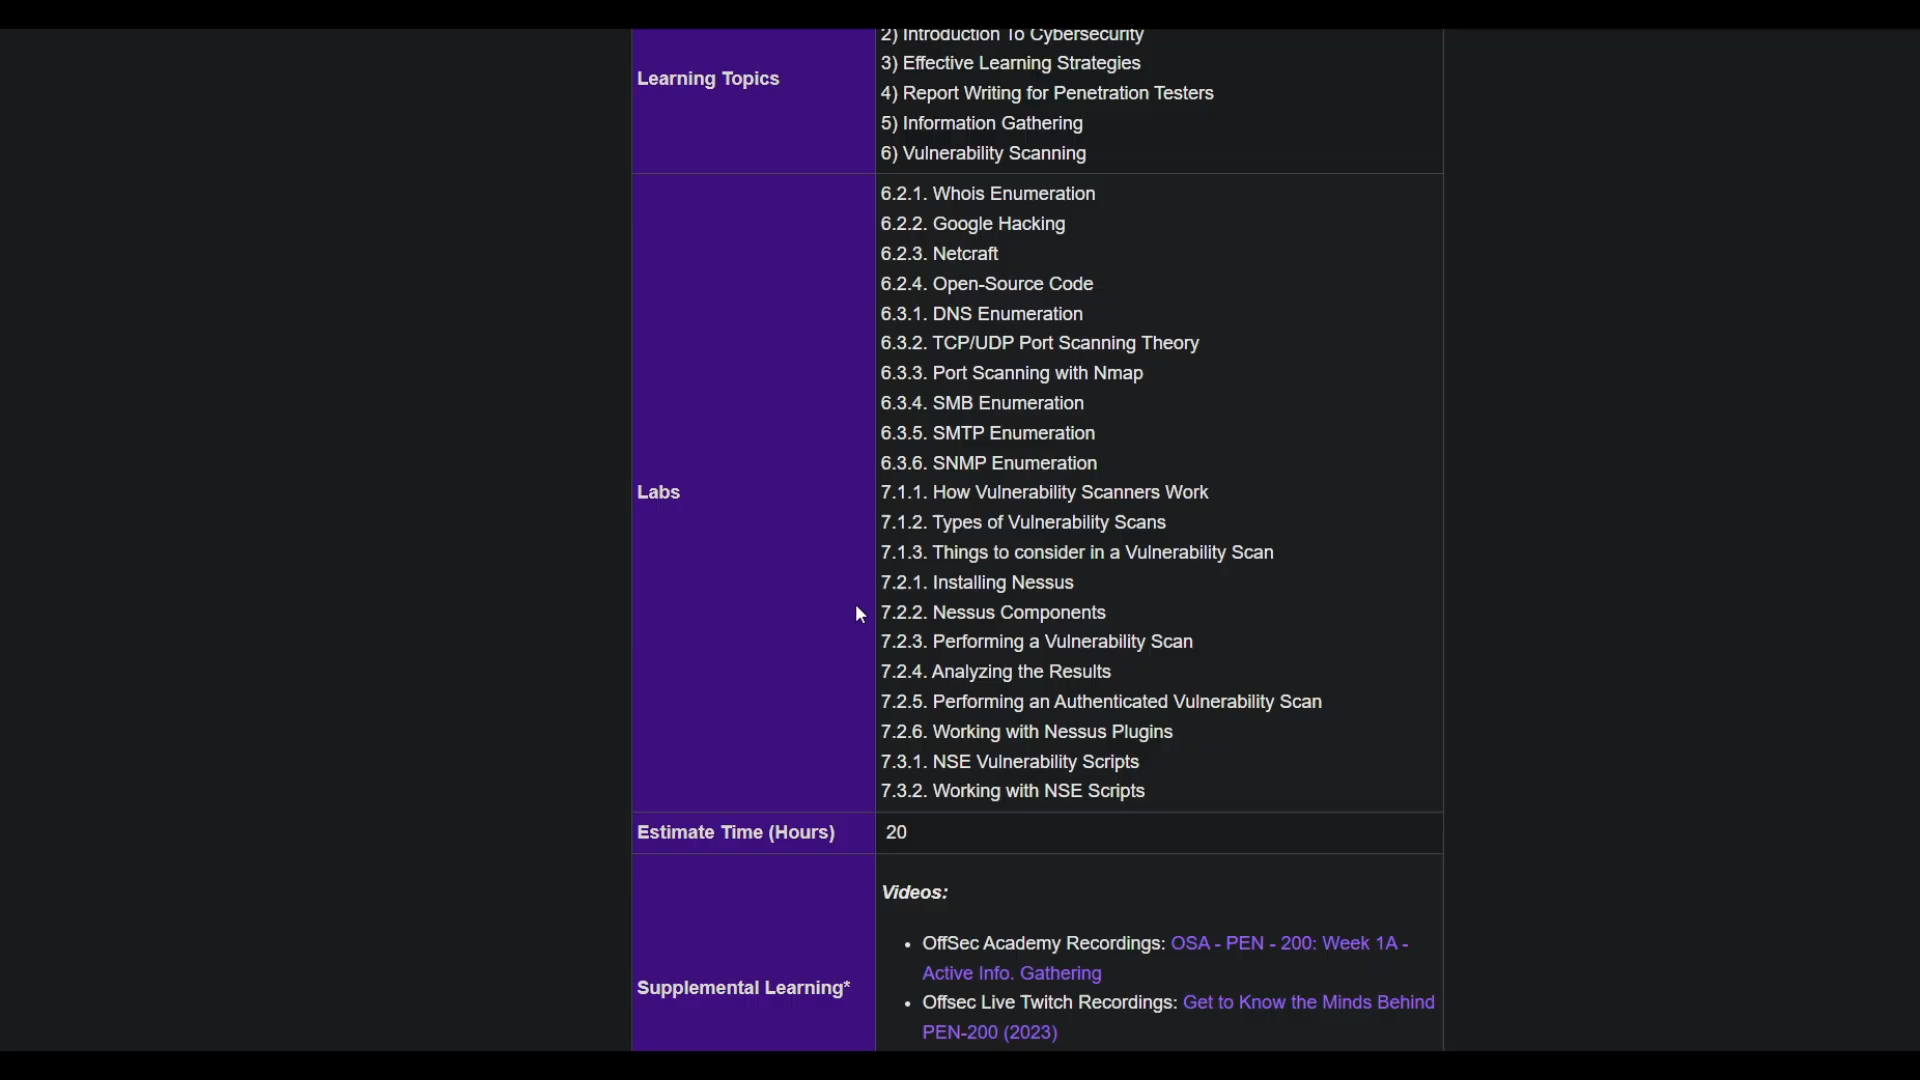 2) Introduction To Cybersecurity
3) Effective Learning Strategies
Learning Topics
4) Report Writing for Penetration Testers
5) Information Gathering
6) Vulnerability Scanning
6.2.1. Whois Enumeration
6.2.2. Google Hacking
6.2.3. Netcraft
6.2.4. Open-Source Code
6.3.1. DNS Enumeration
6.3.2. TCP/UDP Port Scanning Theory
6.3.3. Port Scanning with Nmap
6.3.4. SMB Enumeration
6.3.5. SMTP Enumeration
6.3.6. SNMP Enumeration
Labs
7.1.1. How Vulnerability Scanners Work
7.1.2. Types of Vulnerability Scans
7.1.3. Things to consider in a Vulnerability Scan
7.2.1. Installing Nessus
7.2.2. Nessus Components
7.2.3. Performing a Vulnerability Scan
7.2.4. Analyzing the Results
7.2.5. Performing an Authenticated Vulnerability Scan
7.2.6. Working with Nessus Plugins
7.3.1. NSE Vulnerability Scripts
7.3.2. Working with NSE Scripts
Estimate Time (Hours)
20
Videos:
• OffSec Academy Recordings: OSA - PEN - 200: Week 1A -
Active Info. Gathering
Supplemental Learning*
• Offsec Live Twitch Recordings: Get to Know the Minds Behind
PEN-200 (2023)